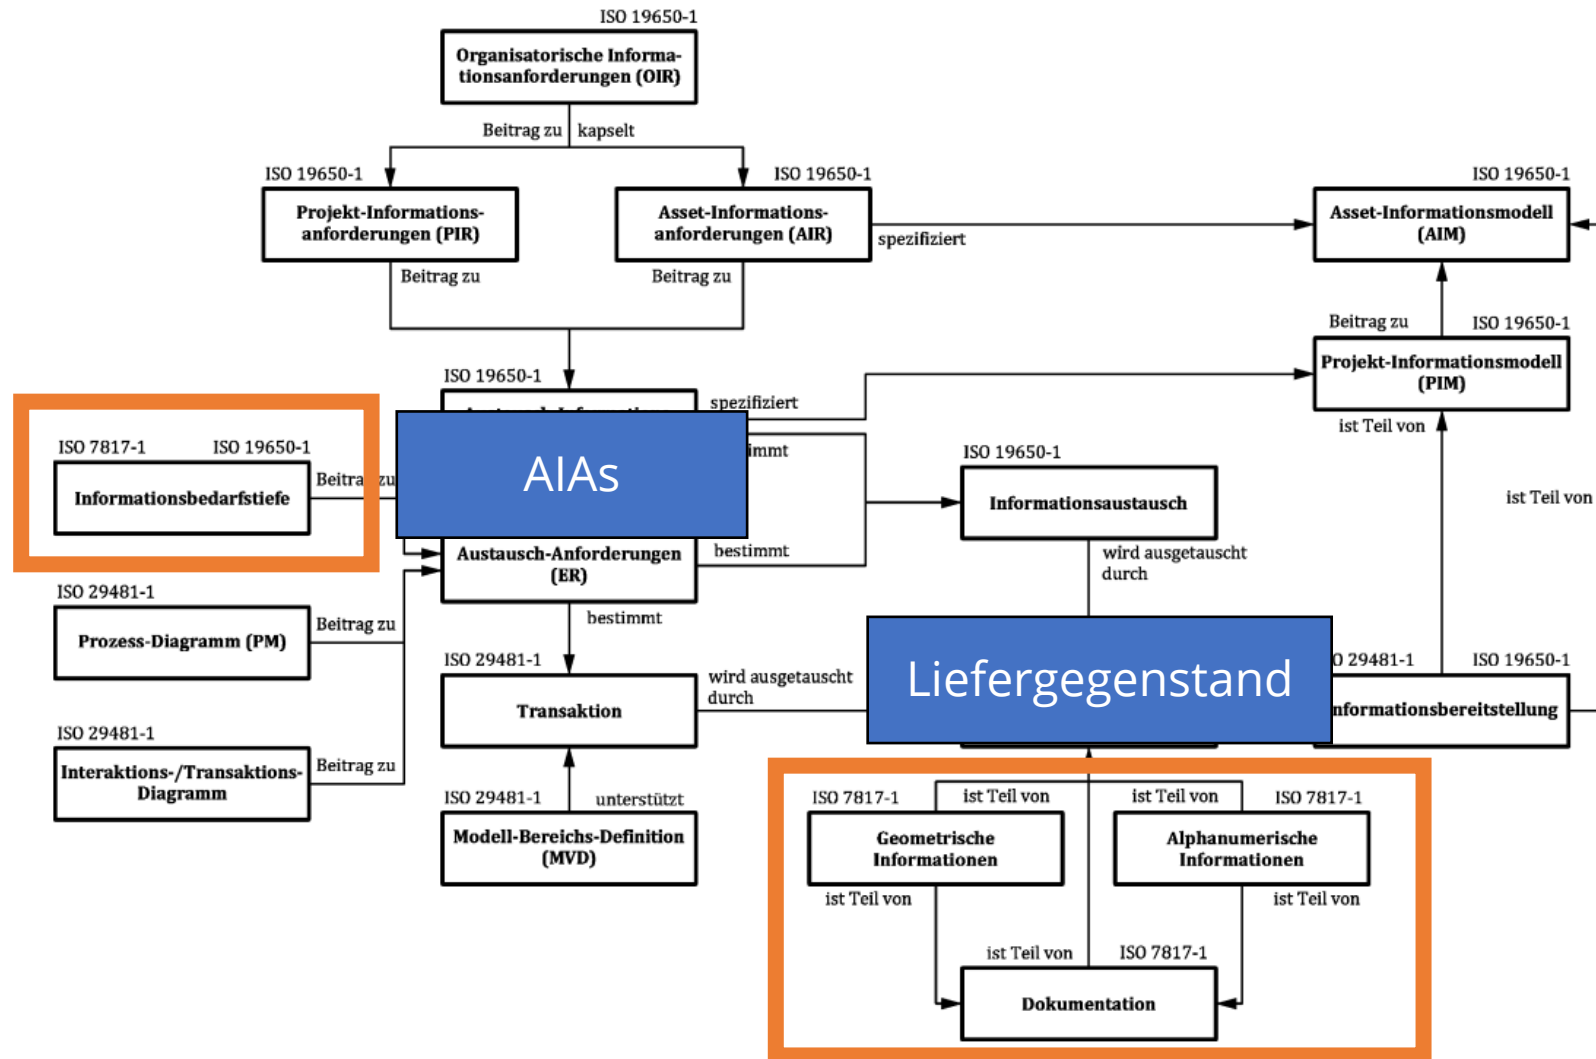 ISO 19650-1
Organisatorische Informa-
tionsanforderungen (OIR)
Beitrag zu
kapselt
ISO 19650-1
Projekt-Informations-
anforderungen (PIR)
ISO 19650-1
Asset-Informations-
anforderungen (AIR)
spezifiziert
ISO 19650-1
Asset-Informationsmodell
(AIM)
Beitrag zu
Beitrag zu
Beitrag zu
ISO 19650-1
Projekt-Informationsmodell
(PIM)
ist Teil von
ist Teil von
ISO 19650-1
spezifiziert
AIAs
ISO 7817-1
ISO 19650-1
Informationsbedarfstiefe
Beitrag zu
ISO 19650-1
Informationsaustausch
wird ausgetauscht
durch
Austausch-Anforderungen
(ER)
bestimmt
bestimmt
ISO 29481-1
Prozess-Diagramm (PM)
Beitrag zu
ISO 29481-1
Transaktion
wird ausgetauscht
durch
Liefergegenstand
29481-1
ISO 19650-1
nformationsbereitstellung
ISO 29481-1
Interaktions-/Transaktions-
Diagramm
Beitrag zu
ISO 29481-1
unterstützt
Modell-Bereichs-Definition
(MVD)
ISO 7817-1
ist Teil von
ist Teil von
ISO 7817-1
Geometrische
Informationen
Alphanumerische
Informationen
ist Teil von
ist Teil von
ist Teil von
ISO 7817-1
Dokumentation